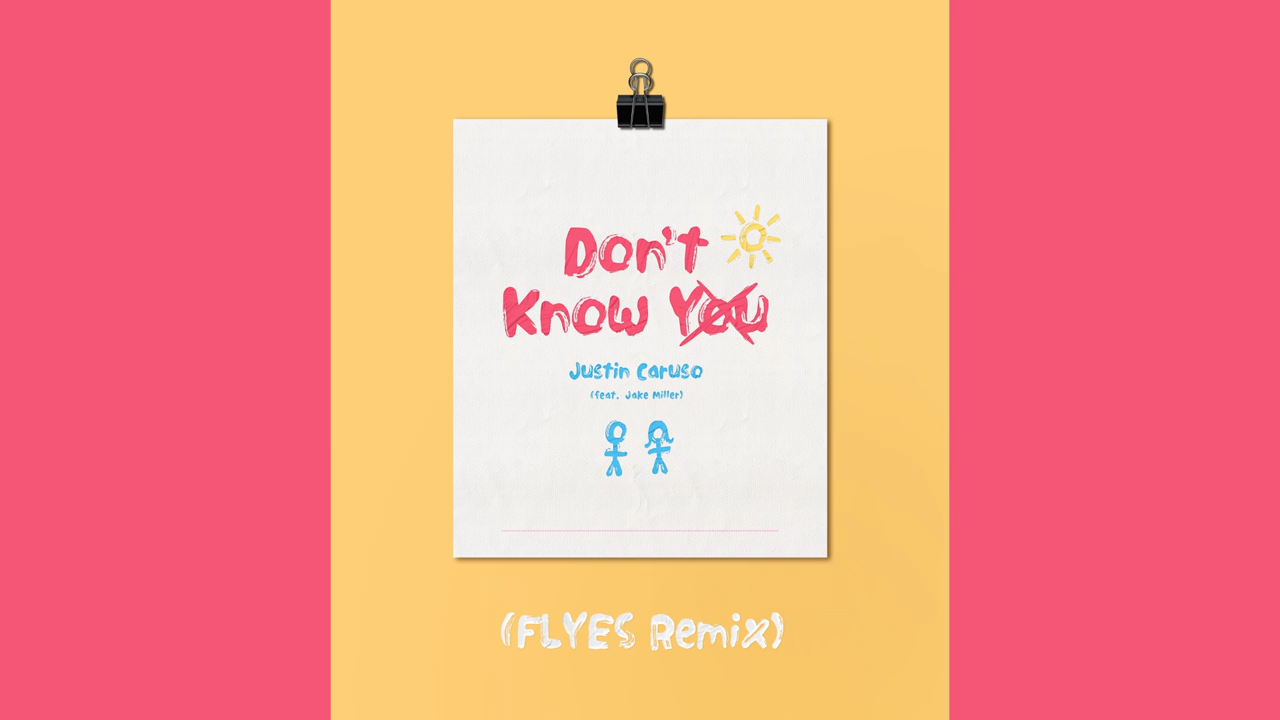 Don't
Know You
Justin Caruso
(feat. Jake Miller)
(FLYES Remix)